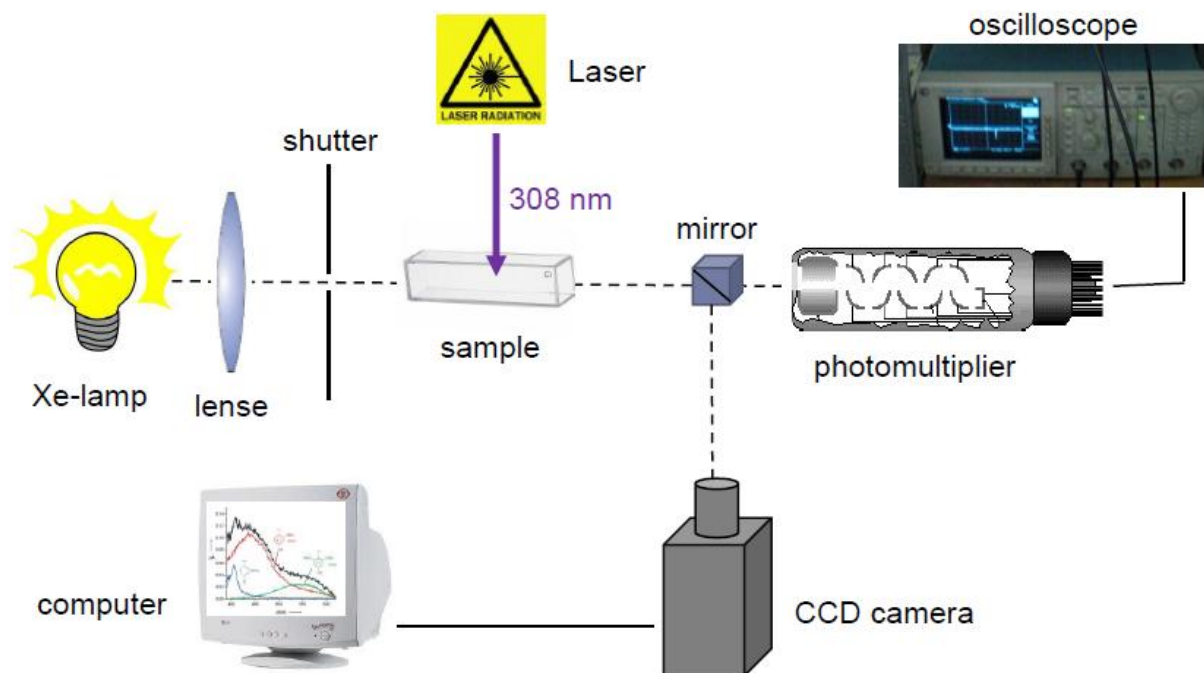 oscilloscope
Laser
LASER RADIATION
shutter
308 nm
mirror
sample
photomultiplier
Xe-lamp
lense
computer
CCD camera